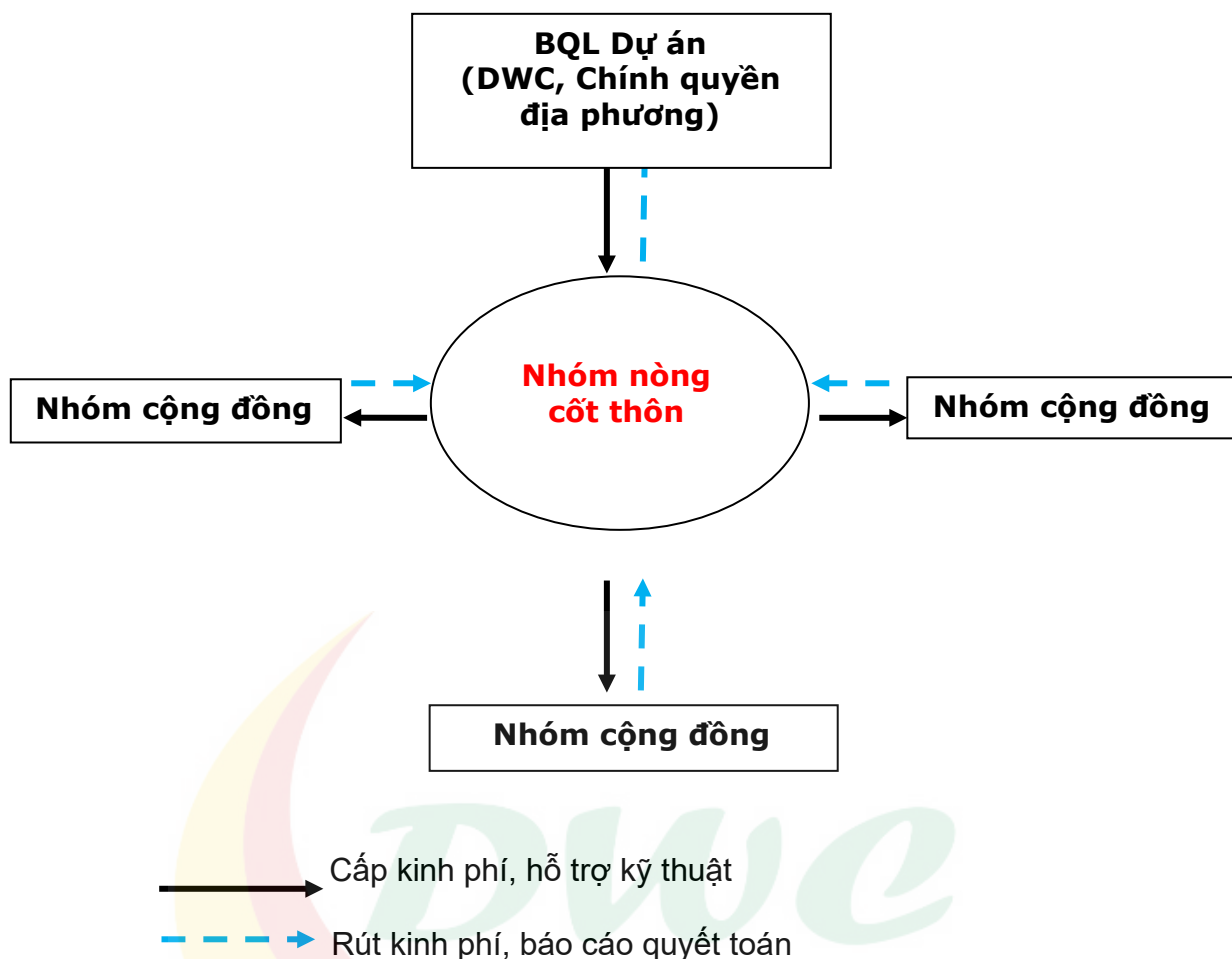 BQL Dự án
(DWC, Chính quyền
địa phương)
Nhóm nòng
cốt thôn
Nhóm cộng đồng
Nhóm cộng đồng
Nhóm cộng đồng
DWC
Cấp kinh phí, hỗ trợ kỹ thuật
Rút kinh phí, báo cáo quyết toán